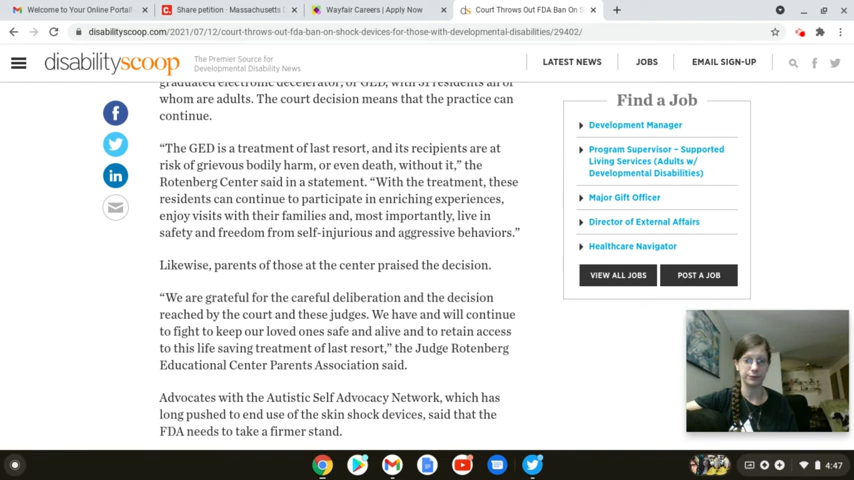 Welcome to Your Online Portal
Share petition · Massachusetts D
Wayfair Careers | Apply Now
Court Throws Out FDA Ban On S
disabilityscoop.com/2021/07/12/court-throws-out-fda-ban-on-shock-devices-for-those-with-developmental-disabilities/29402/
disabilityscoop
The Premier Source for
Developmental Disability News
LATEST NEWS
JOBS
EMAIL SIGN-UP
graduated electronic decelerator, or GED, with 51 residents all of
whom are adults. The court decision means that the practice can
continue.
“The GED is a treatment of last resort, and its recipients are at
risk of grievous bodily harm, or even death, without it,” the
Rotenberg Center said in a statement. “With the treatment, these
residents can continue to participate in enriching experiences,
enjoy visits with their families and, most importantly, live in
safety and freedom from self-injurious and aggressive behaviors.”
Likewise, parents of those at the center praised the decision.
“We are grateful for the careful deliberation and the decision
reached by the court and these judges. We have and will continue
to fight to keep our loved ones safe and alive and to retain access
to this life saving treatment of last resort,” the Judge Rotenberg
Educational Center Parents Association said.
Advocates with the Autistic Self Advocacy Network, which has
long pushed to end use of the skin shock devices, said that the
FDA needs to take a firmer stand.
Find a Job
Development Manager
Program Supervisor – Supported
Living Services (Adults w/
Developmental Disabilities)
Major Gift Officer
Director of External Affairs
Healthcare Navigator
VIEW ALL JOBS
POST A JOB
4:47